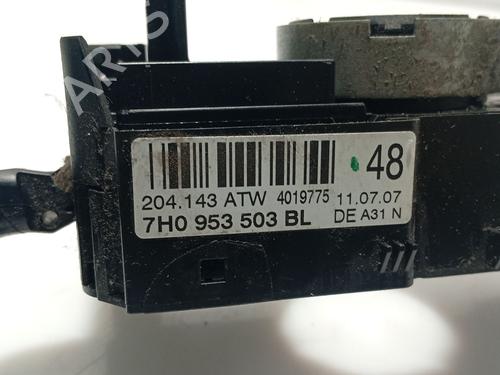 48
204.143 ATW 4019775 11.07.07
7H0 953 503 BL DE A31 N